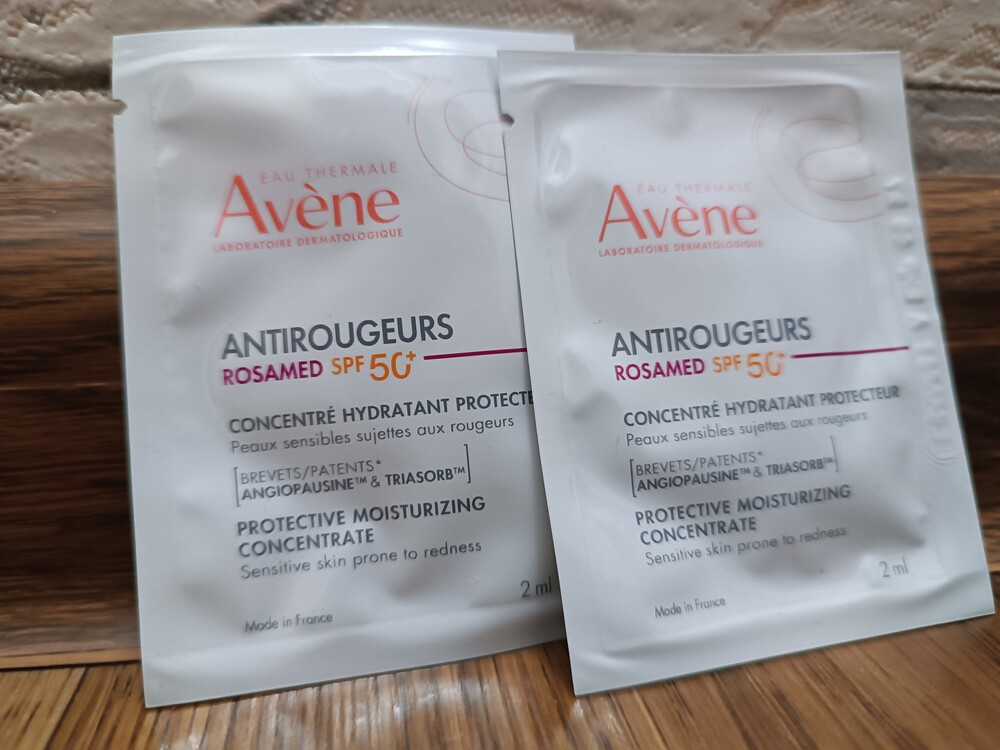 EAU THERMALE
Avène
LABORATOIRE DERMATOLOGIQUE
ANTIROUGEURS
ROSAMED SPF 50+
CONCENTRÉ HYDRATANT PROTECTE
Peaux sensibles sujettes aux rougeurs
[BREVETS/PATENTS*
ANGIOPAUSINE™ & TRIASORB™]
PROTECTIVE MOISTURIZING
CONCENTRATE
Sensitive skin prone to redness
2 ml
Made in France
EAU THERMALE
Avène
LABORATOIRE DERMATOLOGIQUE
ANTIROUGEURS
ROSAMED SPF 50+
CONCENTRÉ HYDRATANT PROTECTEUR
Peaux sensibles sujettes aux rougeurs
[BREVETS/PATENTS*
ANGIOPAUSINE™ & TRIASORB™]
PROTECTIVE MOISTURIZING
CONCENTRATE
Sensitive skin prone to redness
2 ml
Made in France